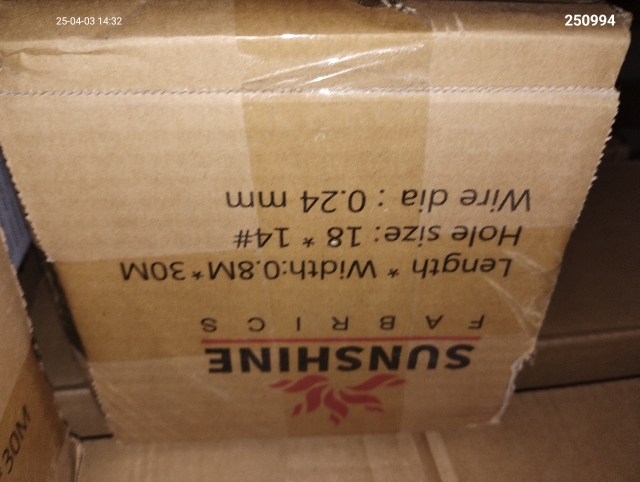 25-04-03 14:32
250994
SUNSHINE
FABRICS
Length * Width:0.8M*30M
Hole size: 18 * 14#
Wire dia : 0.24 mm
30M